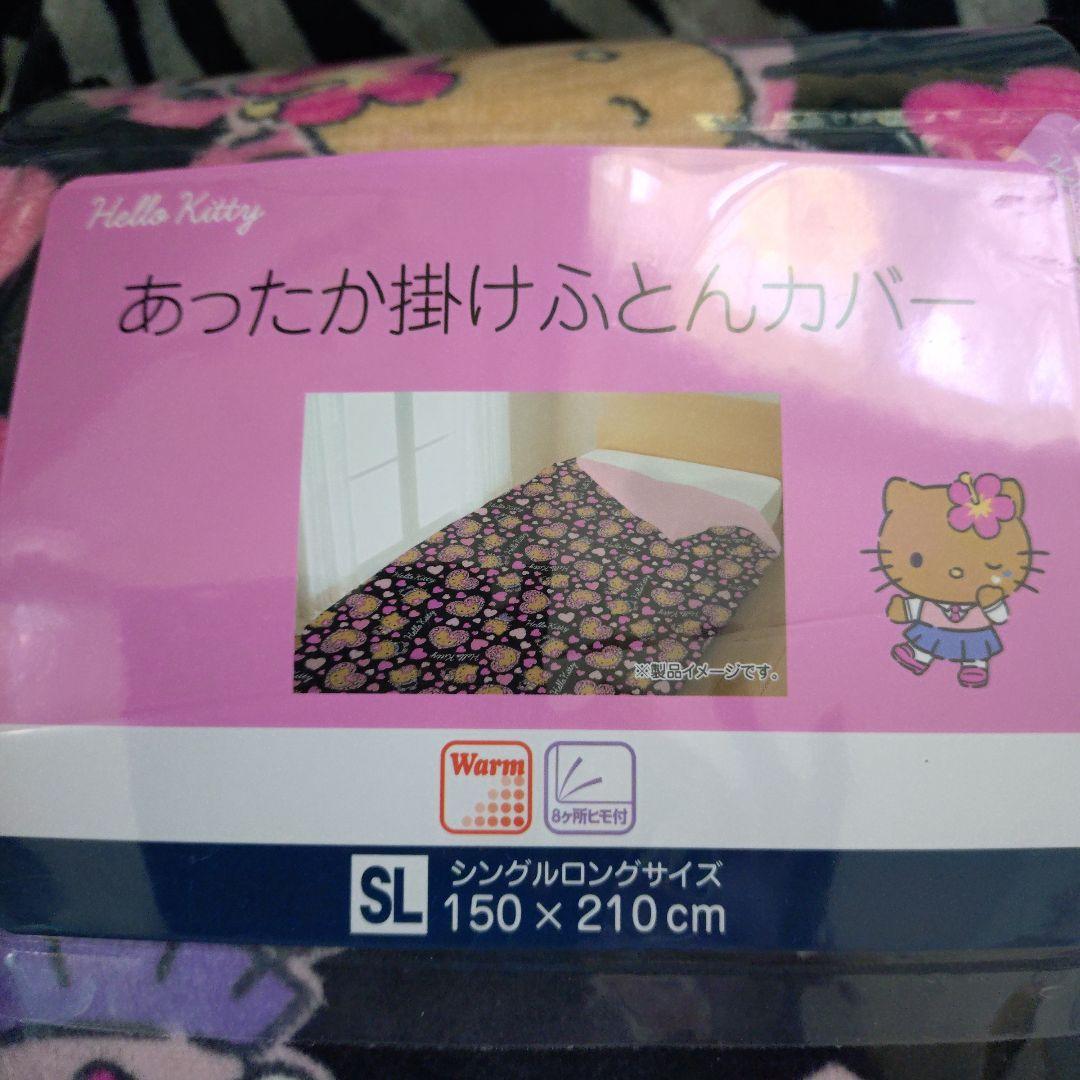 Hello Kitty
あったか掛けふとんカバー
※製品イメージです。
Warm
8ヶ所ヒモ付
SL
シングルロングサイズ
150 × 210 cm